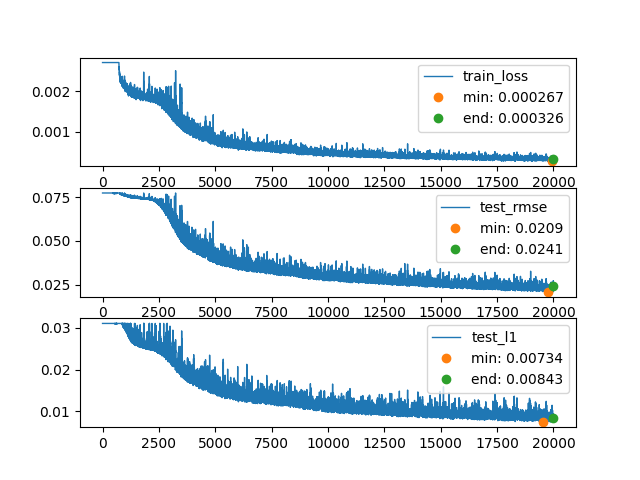 train_loss
min: 0.000267
end: 0.000326
0.002
0.001
0 2500 5000 7500 10000 12500 15000 17500 20000
test_rmse
min: 0.0209
end: 0.0241
0.075
0.050
0.025
0 2500 5000 7500 10000 12500 15000 17500 20000
test_l1
min: 0.00734
end: 0.00843
0.03
0.02
0.01
0 2500 5000 7500 10000 12500 15000 17500 20000